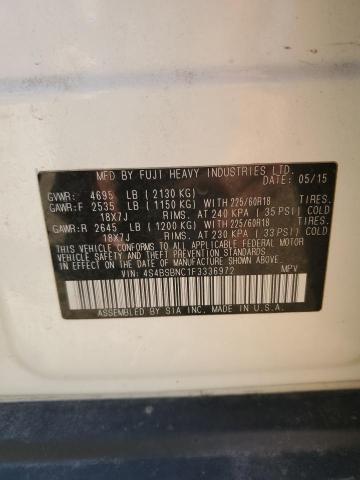 MFD BY FUJI HEAVY INDUSTRIES LTD.
DATE: 05/15
GVWR: 4695 LB (2130 KG)
GAWR:F 2535 LB (1150 KG) WITH 225/60R18 TIRES.
18X7J RIMS. AT 240 KPA (35 PSI) COLD
GAWR:R 2645 LB (1200 KG) WITH 225/60R18 TIRES.
18X7J RIMS. AT 230 KPA (33 PSI) COLD
THIS VEHICLE CONFORMS TO ALL APPLICABLE FEDERAL MOTOR
VEHICLE SAFETY STANDARDS IN EFFECT ON THE
DATE OF MANUFACTURE SHOWN ABOVE.
VIN: 4S4BSBNC1F3336972 MPV
ASSEMBLED BY SIA INC. MADE IN U.S.A.